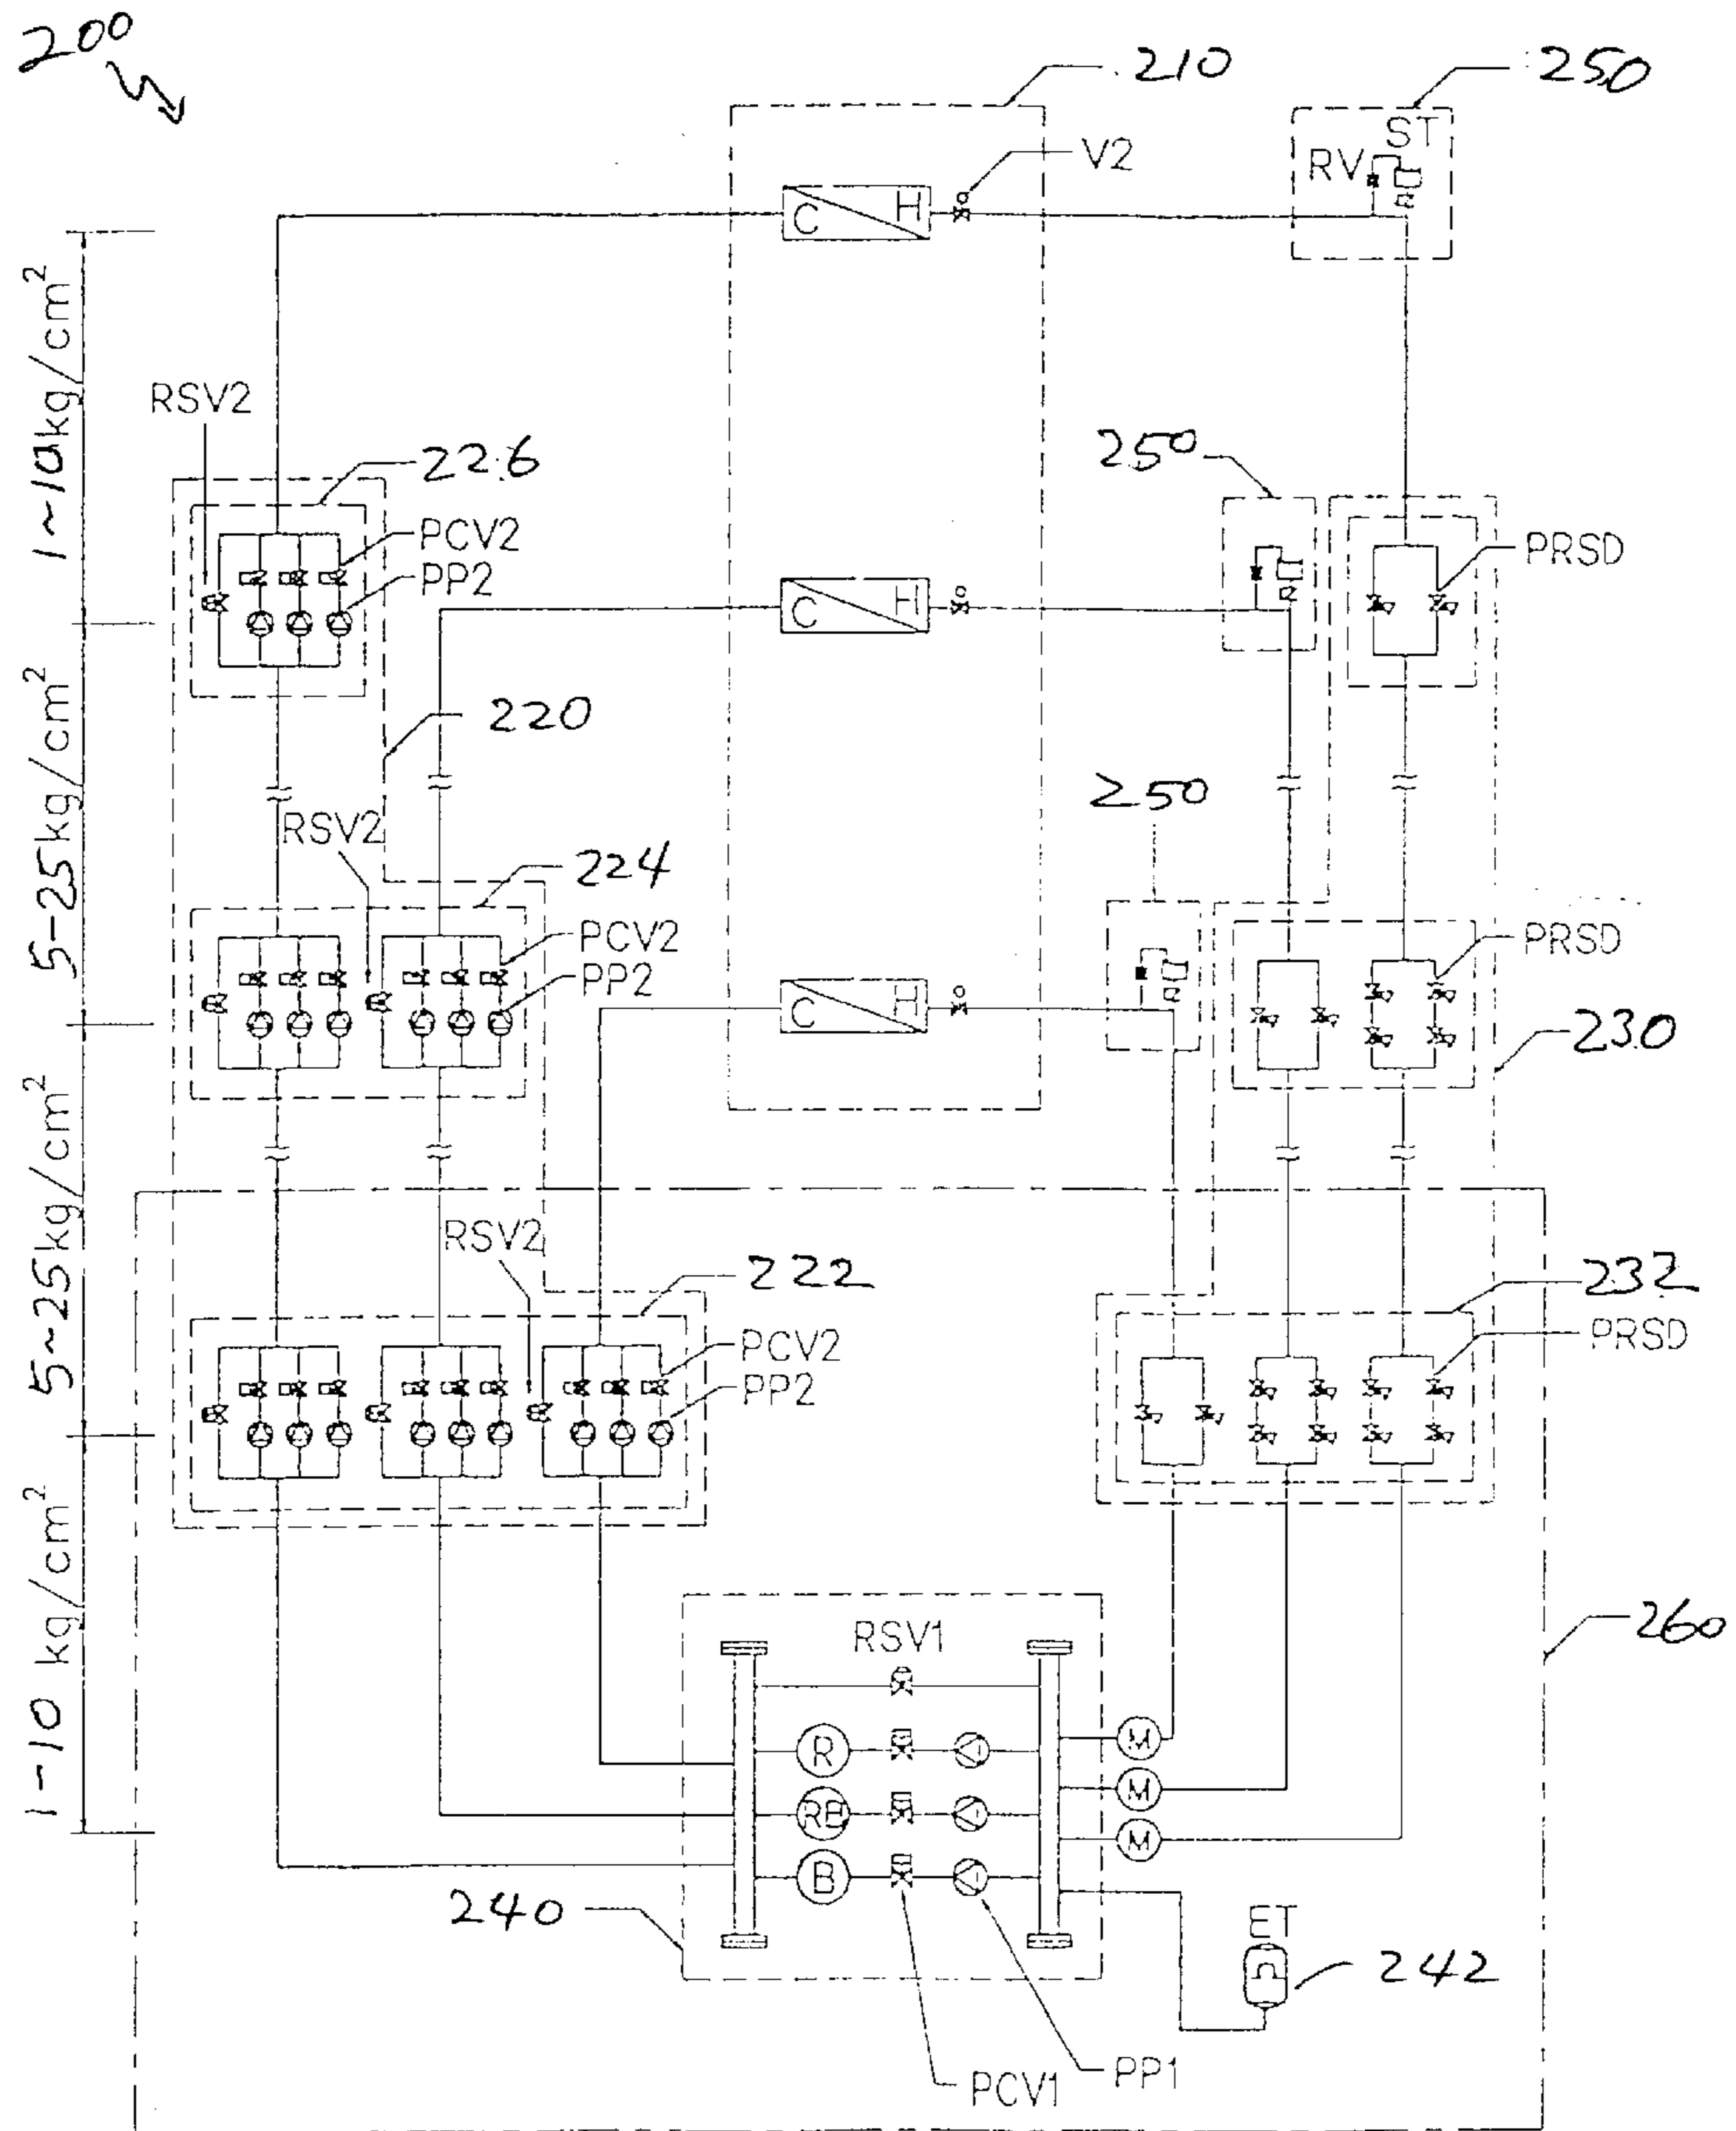 200
210
250
V2
ST
RV
C H
1~10kg/cm²
RSV2
226
250
PCV2
PRSD
PP2
C H
5-25kg/cm²
220
250
RSV2
224
PCV2
PRSD
PP2
C H
230
5~25kg/cm²
RSV2
222
232
PCV2
PRSD
PP2
1-10 kg/cm²
RSV1
260
R
M
RB
M
M
B
240
ET
242
PCV1
PP1